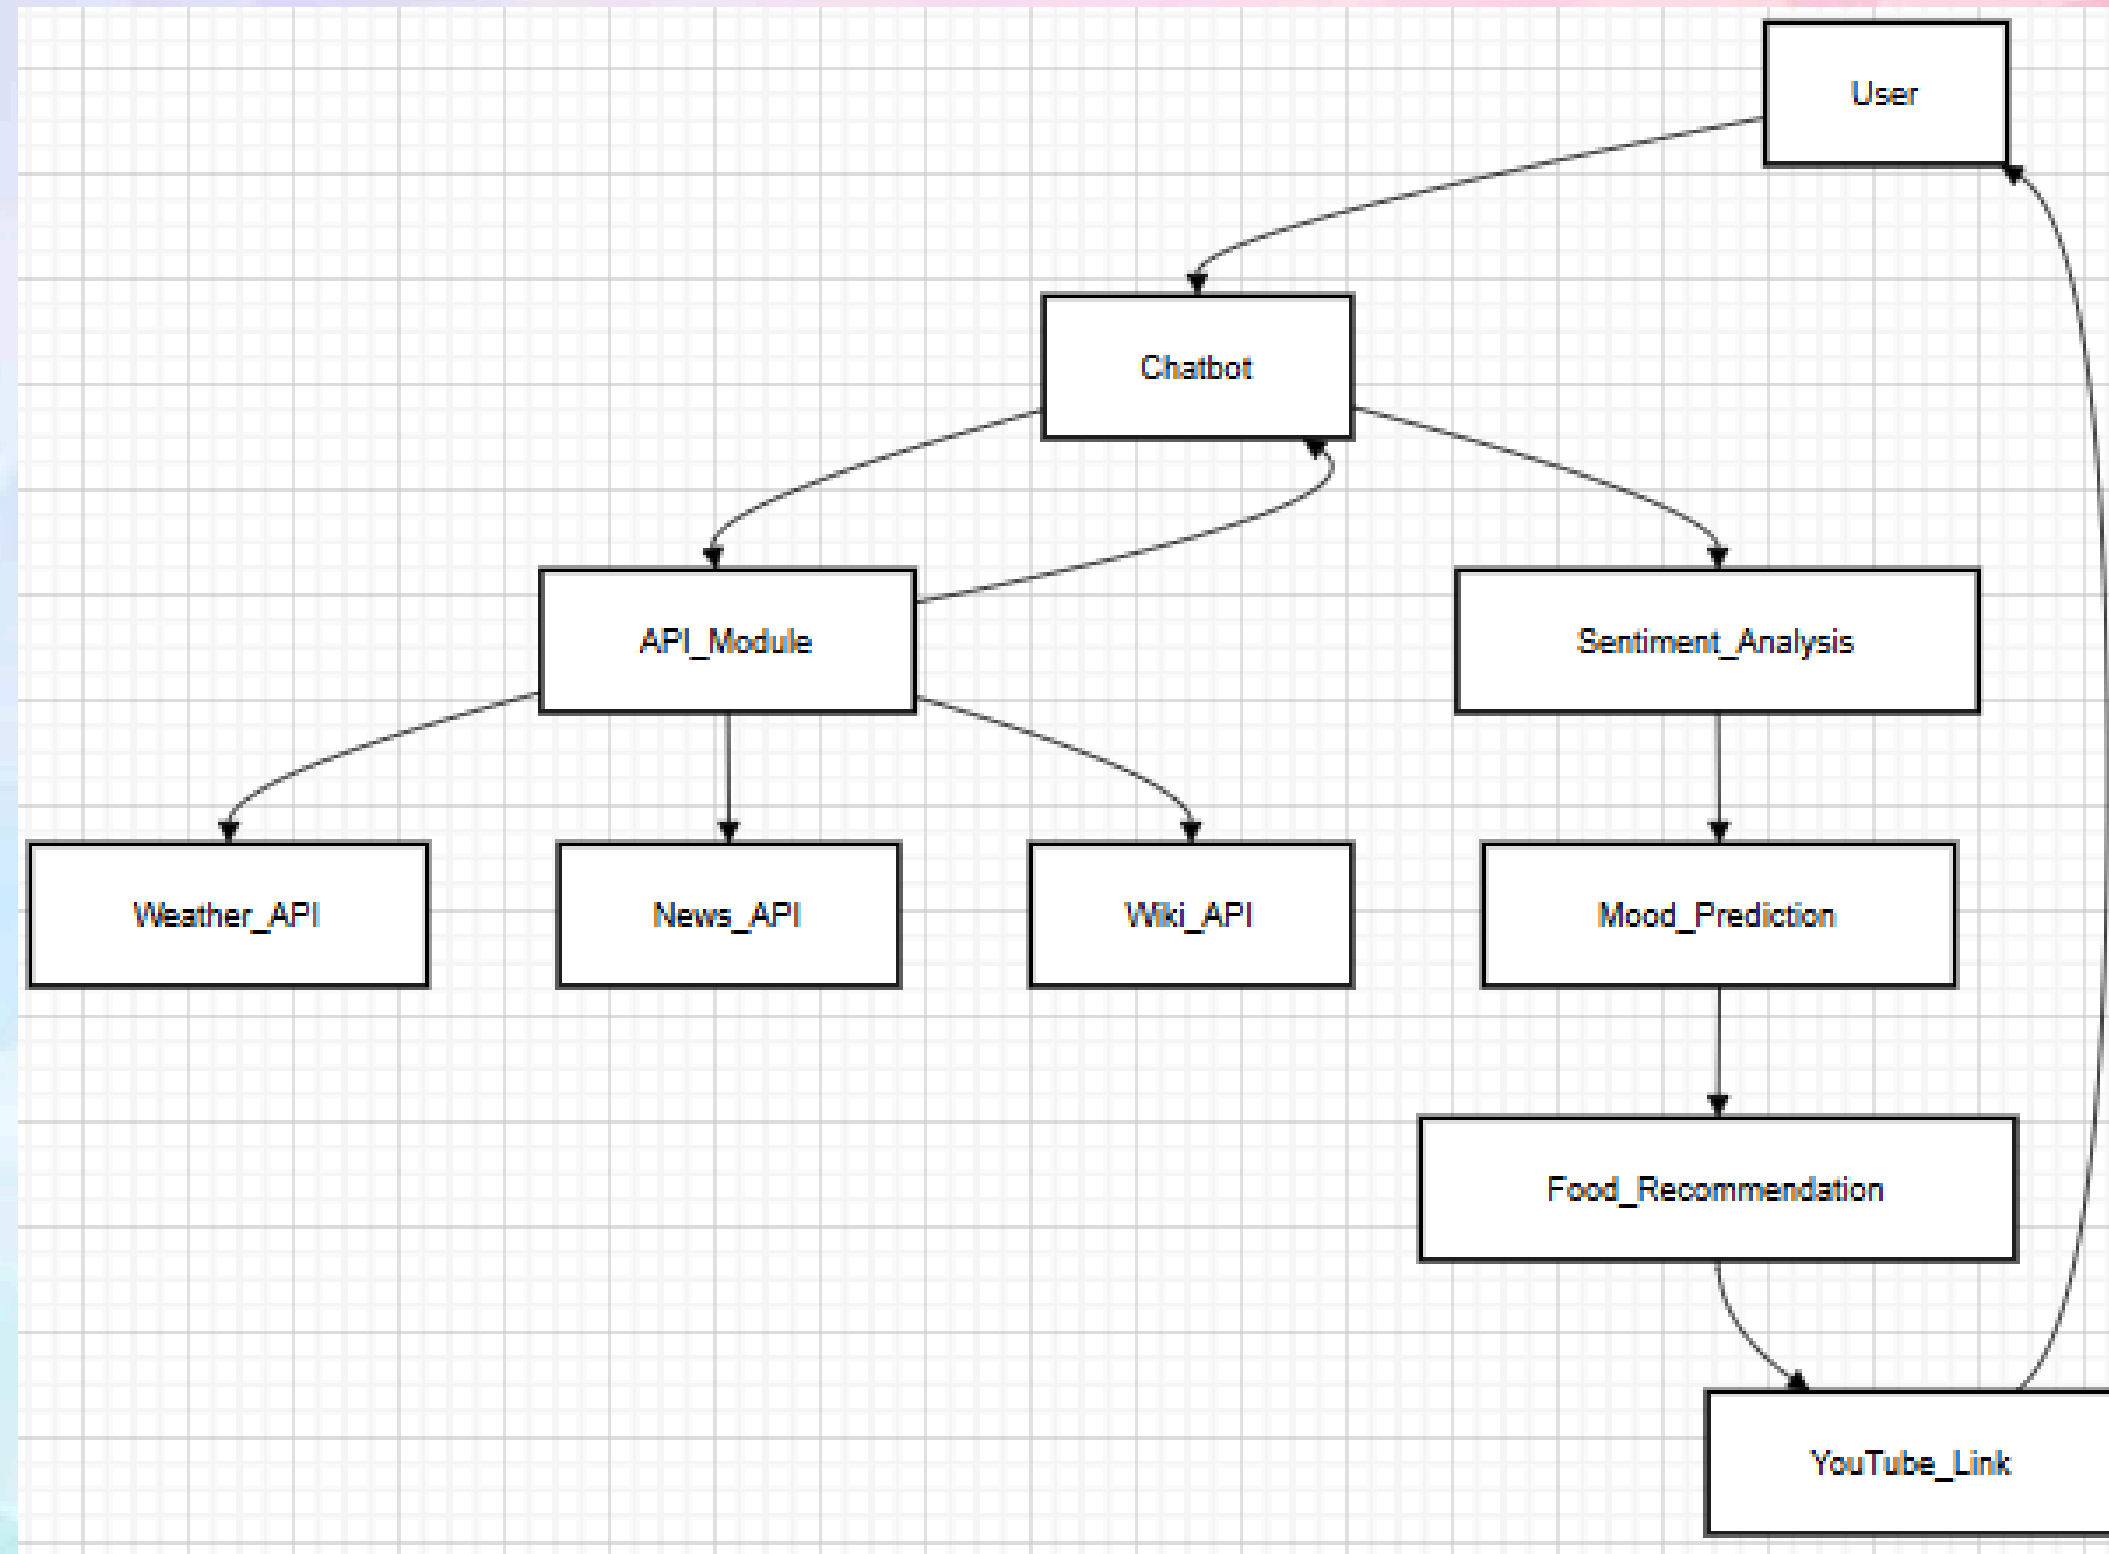 User
Chatbot
API_Module
Sentiment_Analysis
Weather_API
News_API
Wiki_API
Mood_Prediction
Food_Recommendation
YouTube_Link